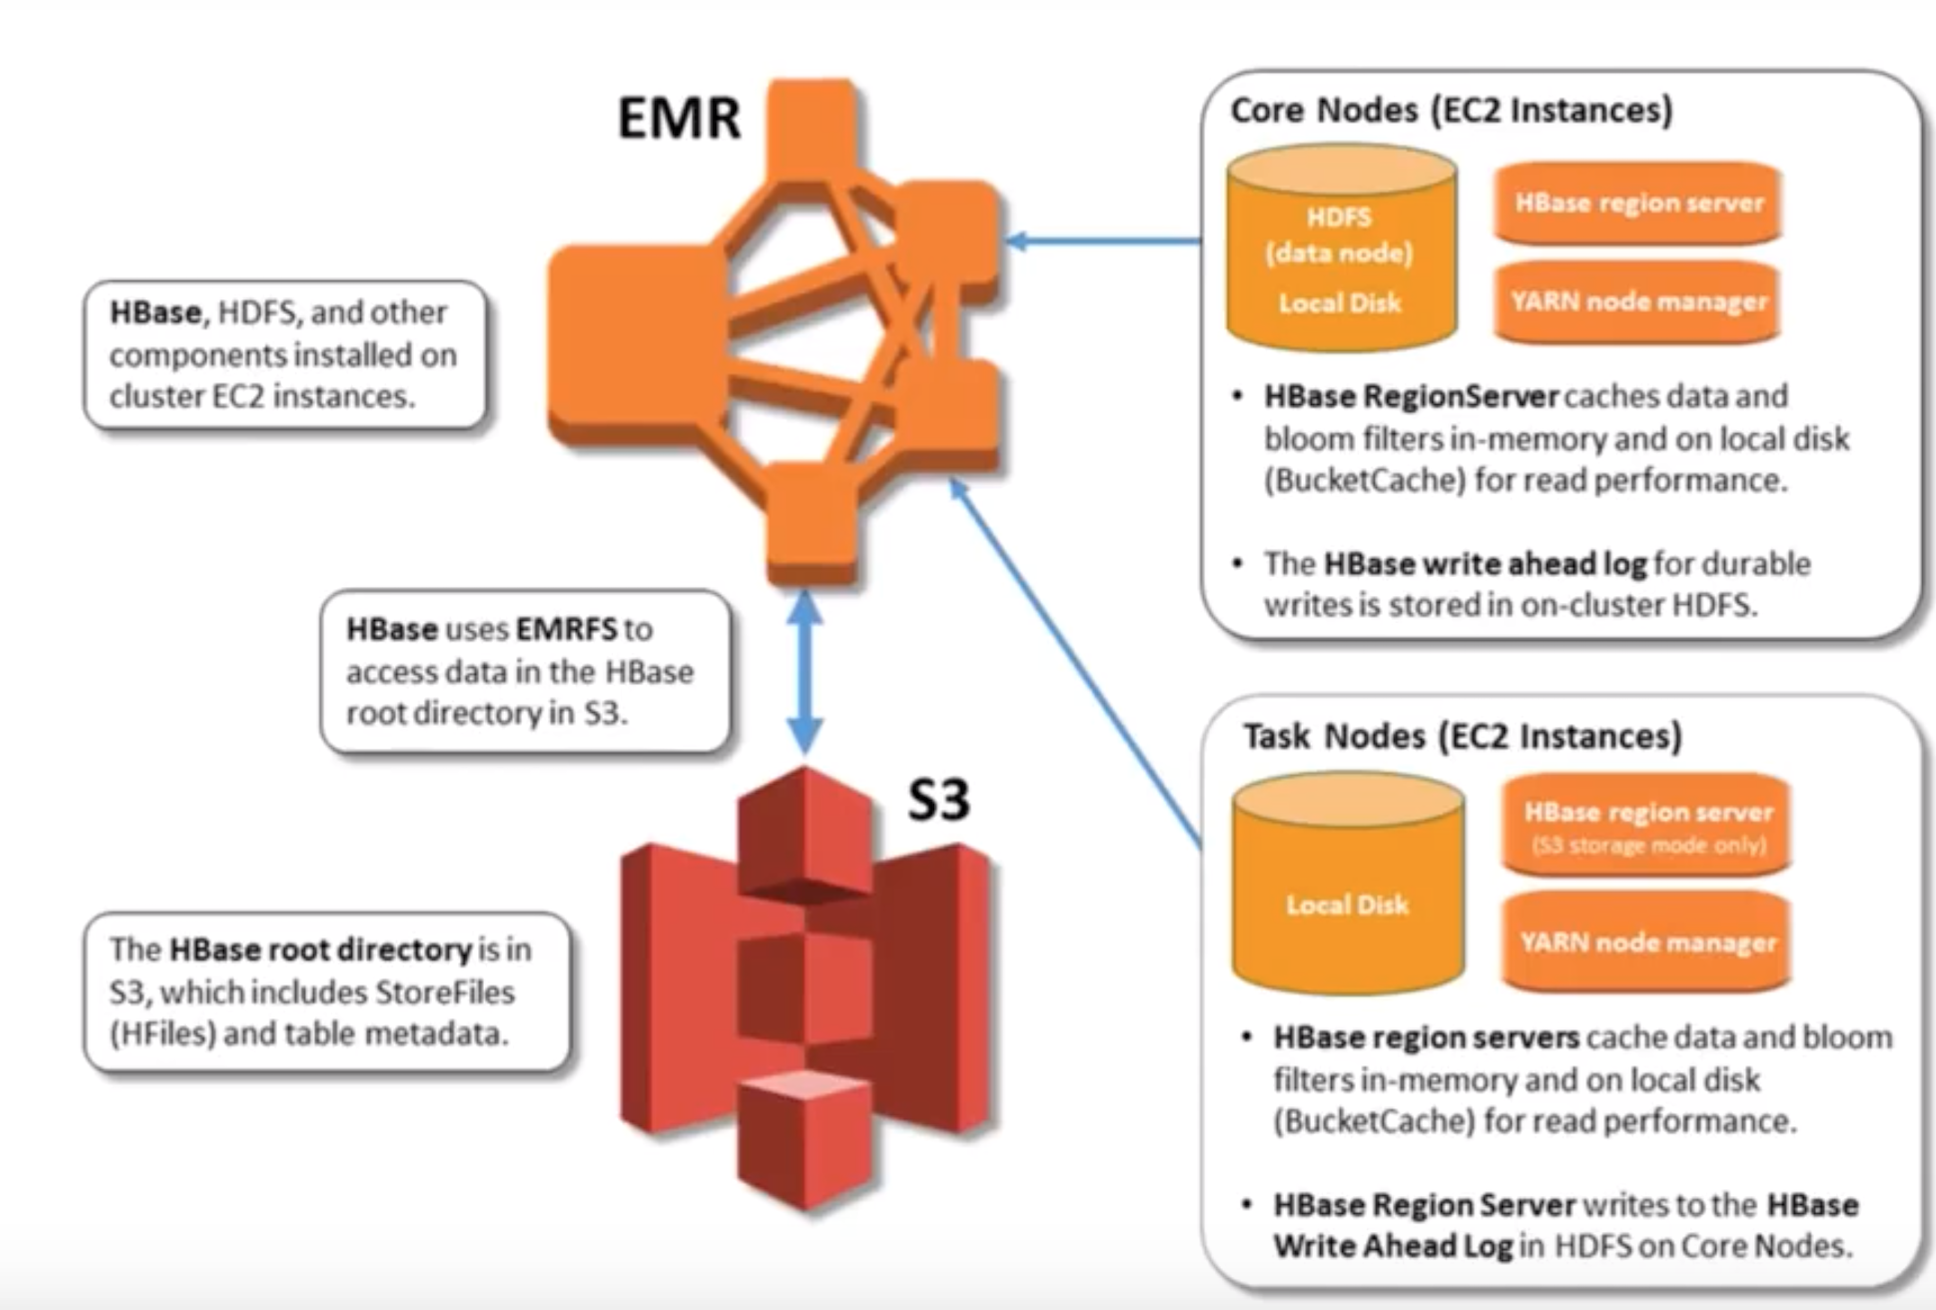 EMR
HBase, HDFS, and other
components installed on
cluster EC2 instances.
HBase uses EMRFS to
access data in the HBase
root directory in S3.
S3
The HBase root directory is in
S3, which includes StoreFiles
(HFiles) and table metadata.
Core Nodes (EC2 Instances)
HDFS
(data node)
Local Disk
HBase region server
YARN node manager
• HBase RegionServer caches data and
bloom filters in-memory and on local disk
(BucketCache) for read performance.
• The HBase write ahead log for durable
writes is stored in on-cluster HDFS.
Task Nodes (EC2 Instances)
Local Disk
HBase region server
(S3 storage mode only)
YARN node manager
• HBase region servers cache data and bloom
filters in-memory and on local disk
(BucketCache) for read performance.
• HBase Region Server writes to the HBase
Write Ahead Log in HDFS on Core Nodes.